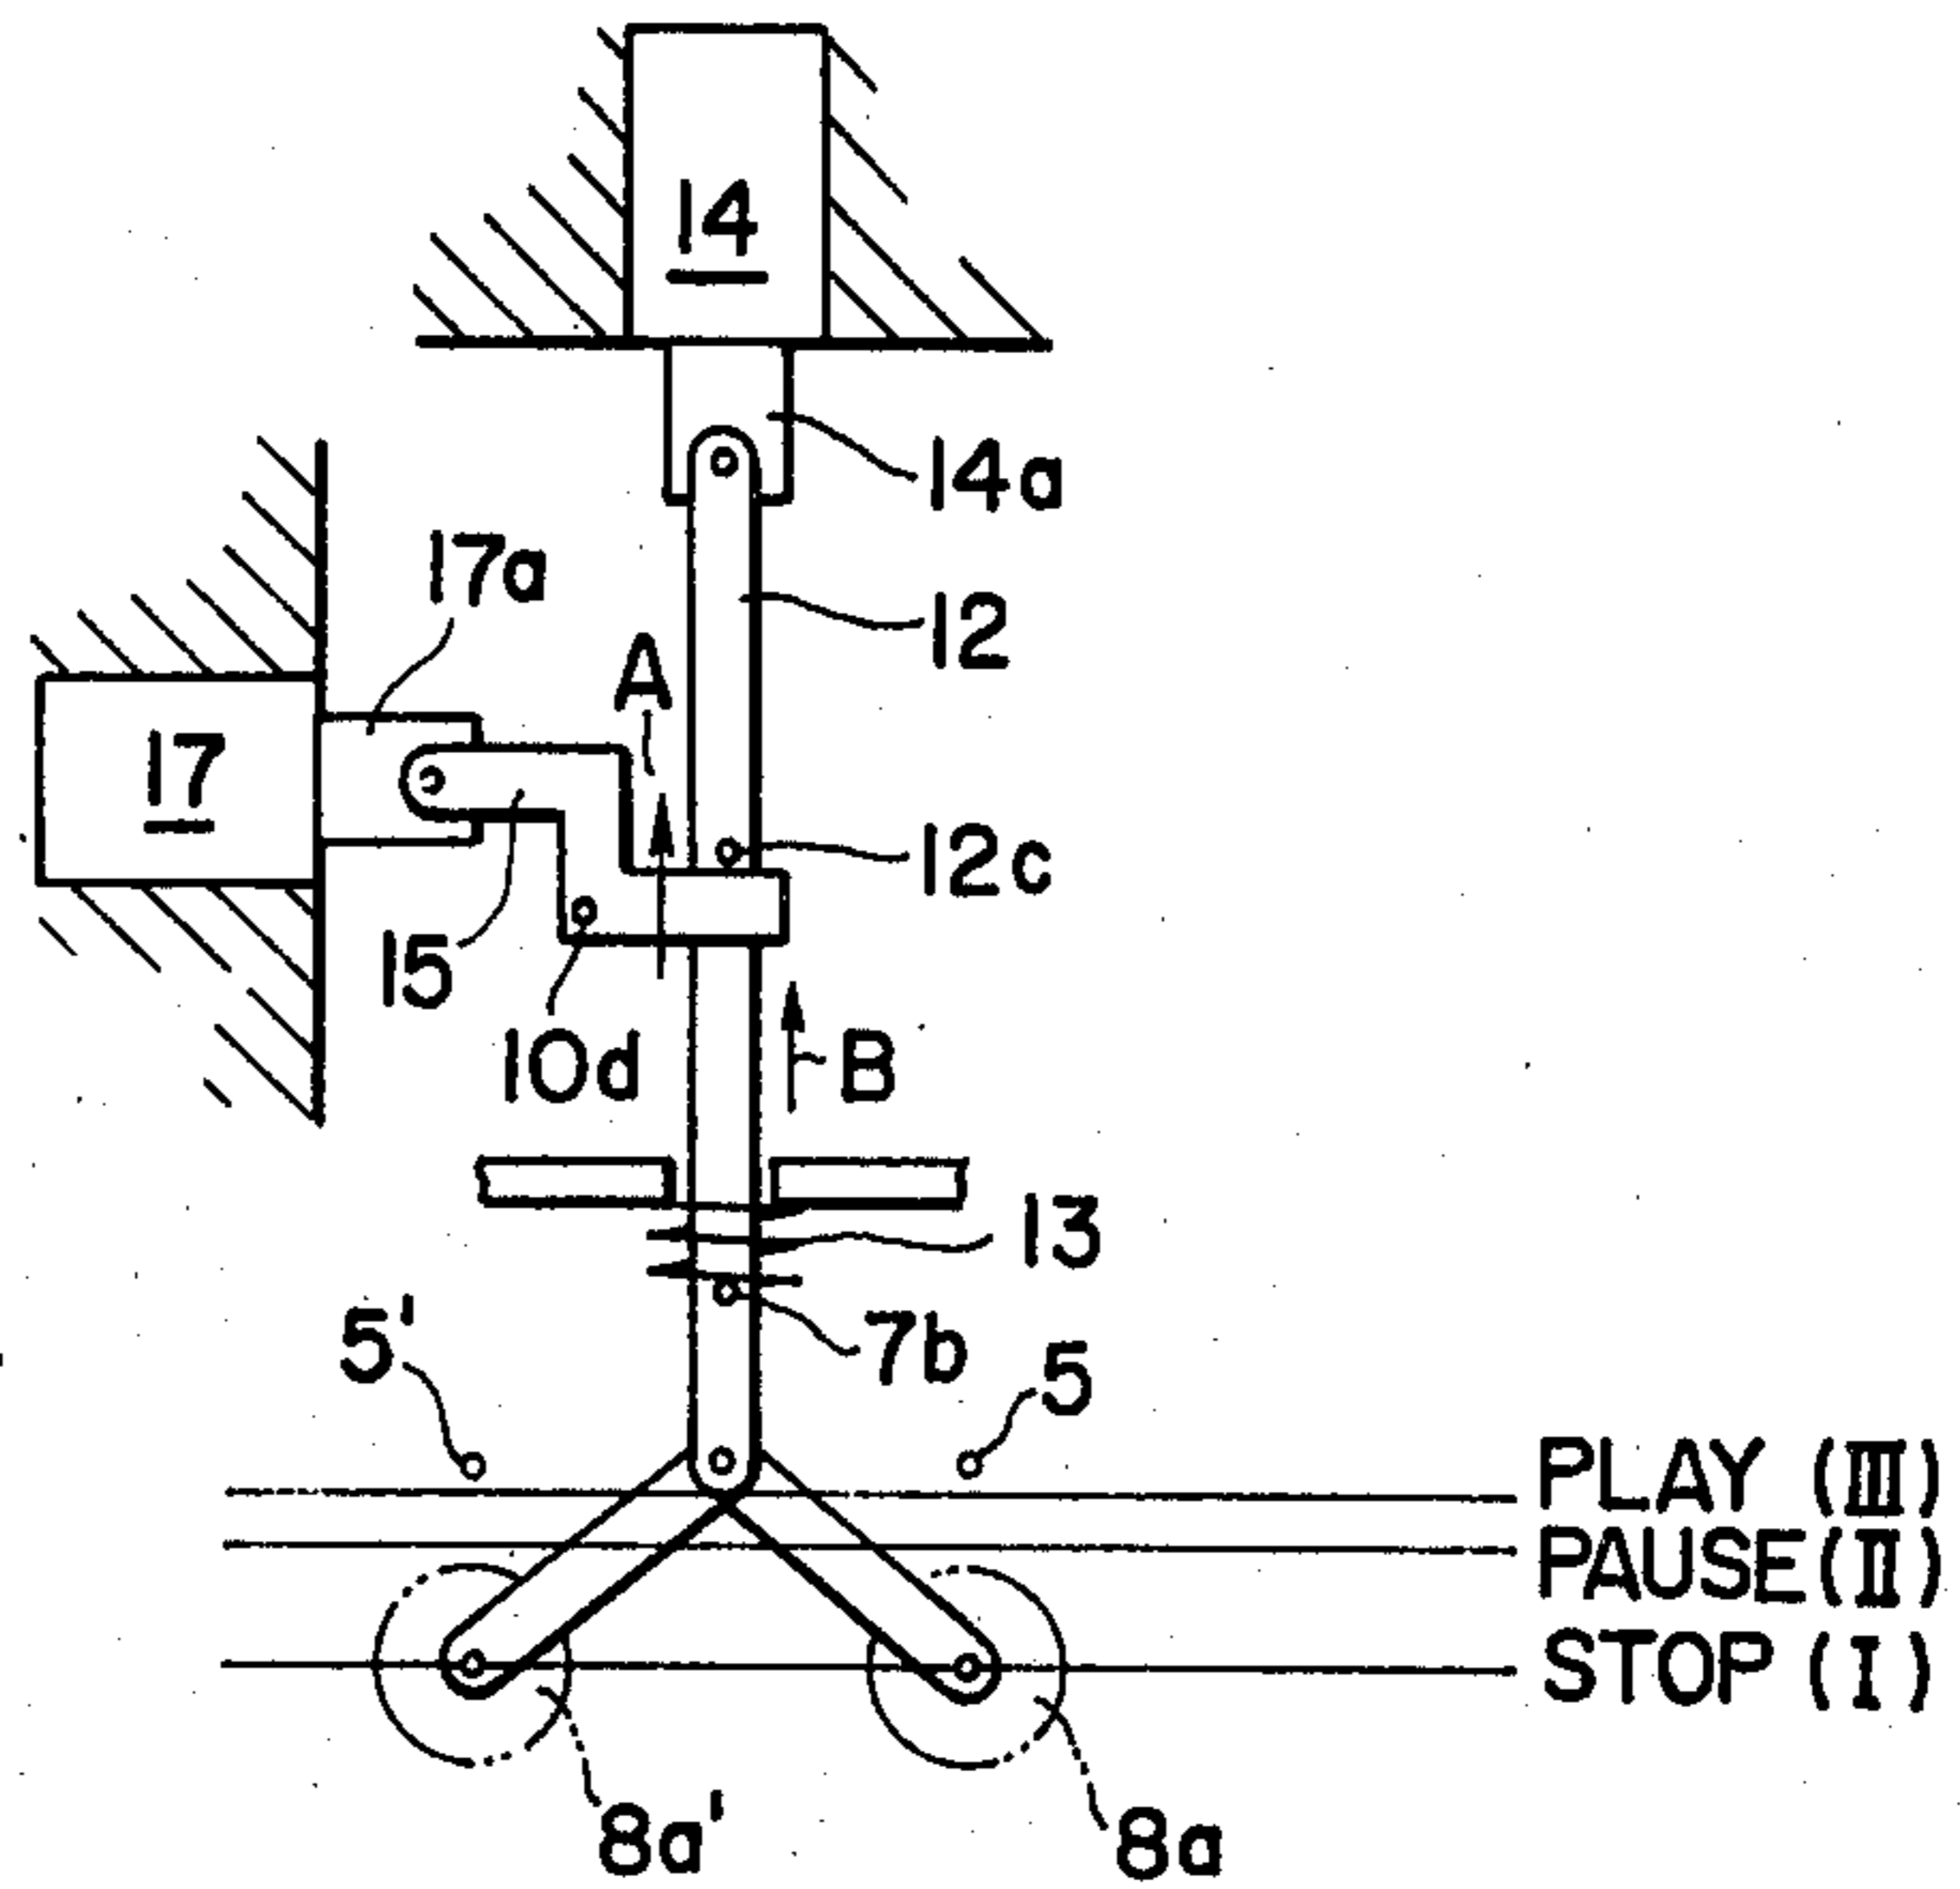 14
14a
17a
12
A
17
12c
15
10d
B
13
5'
7b
5
PLAY (III)
PAUSE (II)
STOP (I)
8a'
8a